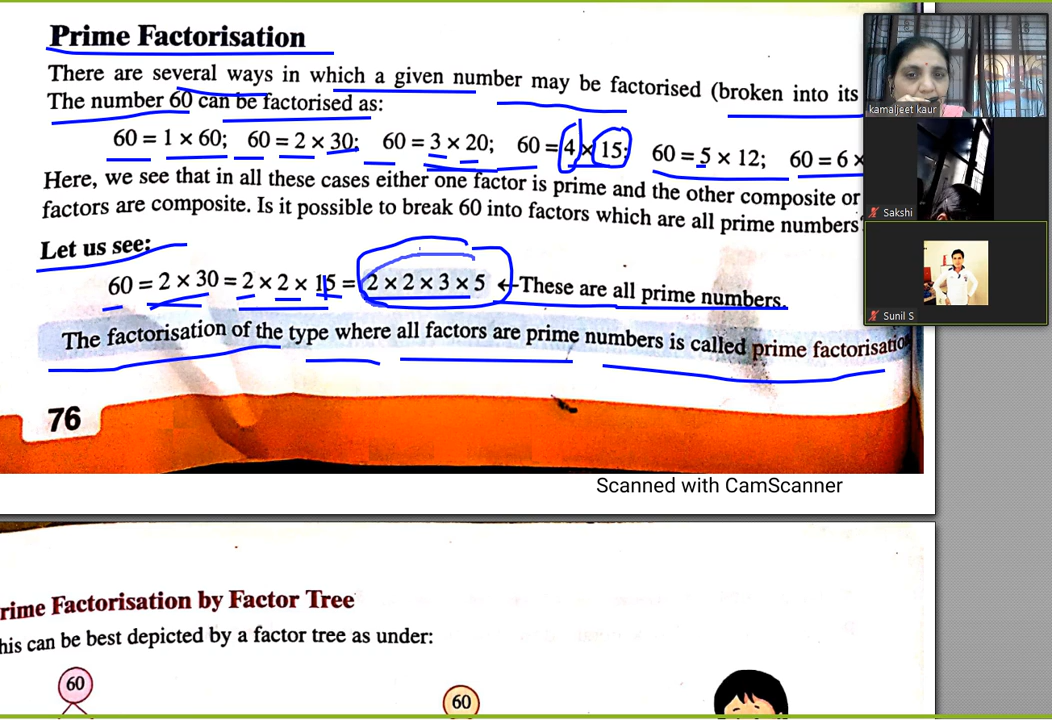 Prime Factorisation
There are several ways in which a given number may be factorised (broken into its
The number 60 can be factorised as:
60 = 1 × 60; 60 = 2 × 30; 60 = 3 × 20; 60 = 4 × 15; 60 = 5 × 12; 60 = 6 ×
Here, we see that in all these cases either one factor is prime and the other composite or
factors are composite. Is it possible to break 60 into factors which are all prime numbers
Let us see:
60 = 2 × 30 = 2 × 2 × 15 = 2 × 2 × 3 × 5 ← These are all prime numbers.
The factorisation of the type where all factors are prime numbers is called prime factorisatio
76
Scanned with CamScanner
rime Factorisation by Factor Tree
his can be best depicted by a factor tree as under:
60
60
kamaljeet kaur
Sakshi
Sunil S